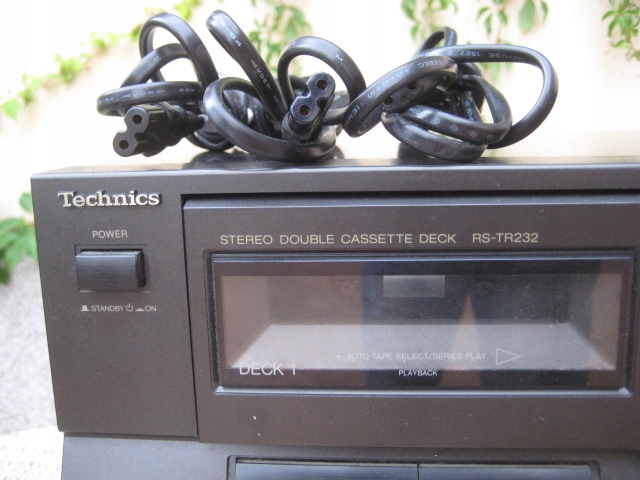 Technics
POWER
STANDBY ON
STEREO DOUBLE CASSETTE DECK RS-TR232
AUTO TAPE SELECT/SERIES PLAY
DECK 1
PLAYBACK